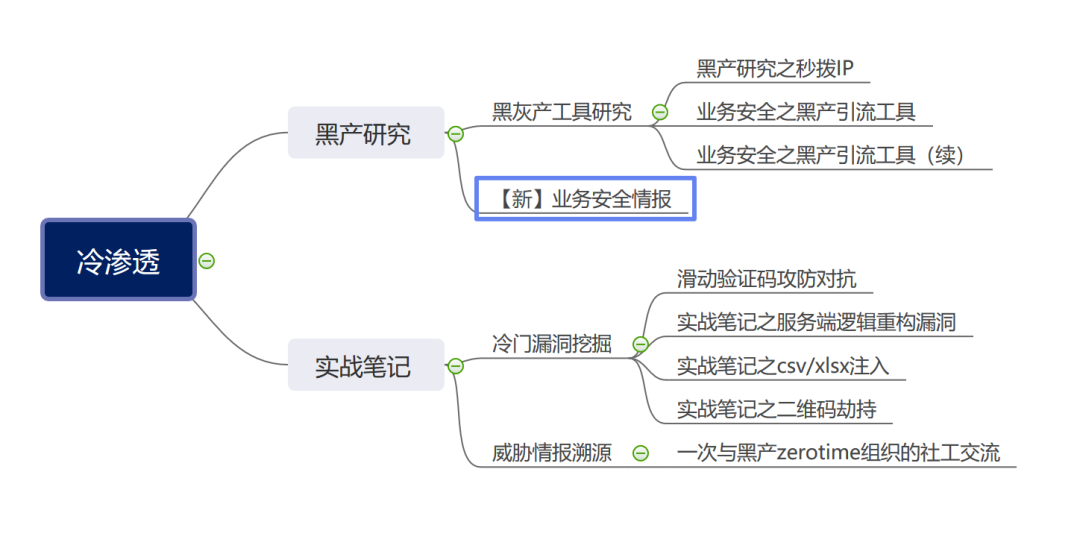 冷渗透
黑产研究
黑灰产工具研究
黑产研究之秒拨IP
业务安全之黑产引流工具
业务安全之黑产引流工具（续）
【新】业务安全情报
实战笔记
冷门漏洞挖掘
滑动验证码攻防对抗
实战笔记之服务端逻辑重构漏洞
实战笔记之csv/xlsx注入
实战笔记之二维码劫持
威胁情报溯源
一次与黑产zerotime组织的社工交流